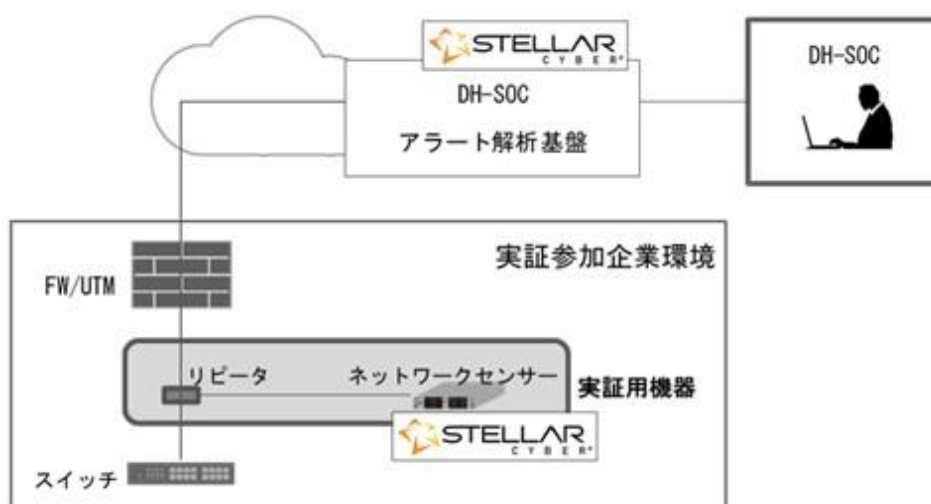 STELLAR
CYBER®
DH-SOC
アラート解析基盤
DH-SOC
実証参加企業環境
FW/UTM
リピータ
ネットワークセンサー
実証用機器
STELLAR
CYBER®
スイッチ